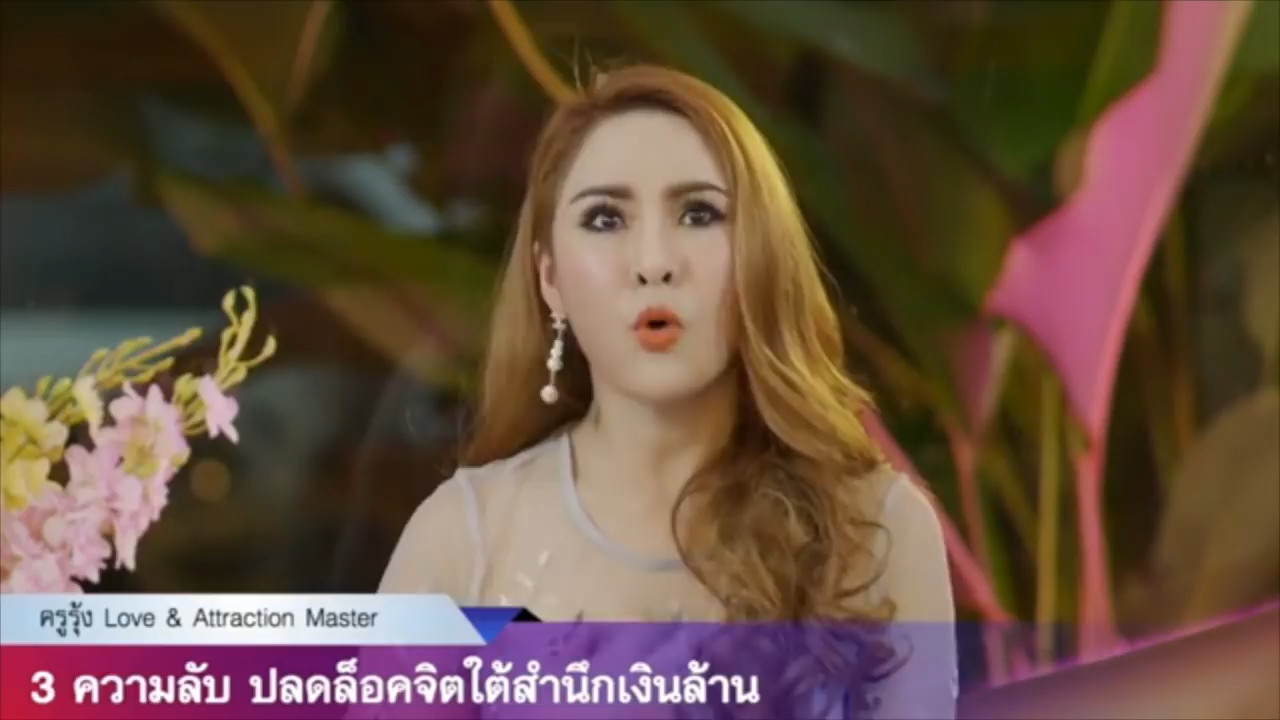 ครูรุ้ง Love & Attraction Master
3 ความลับ ปลดล็อคจิตใต้สำนึกเงินล้าน